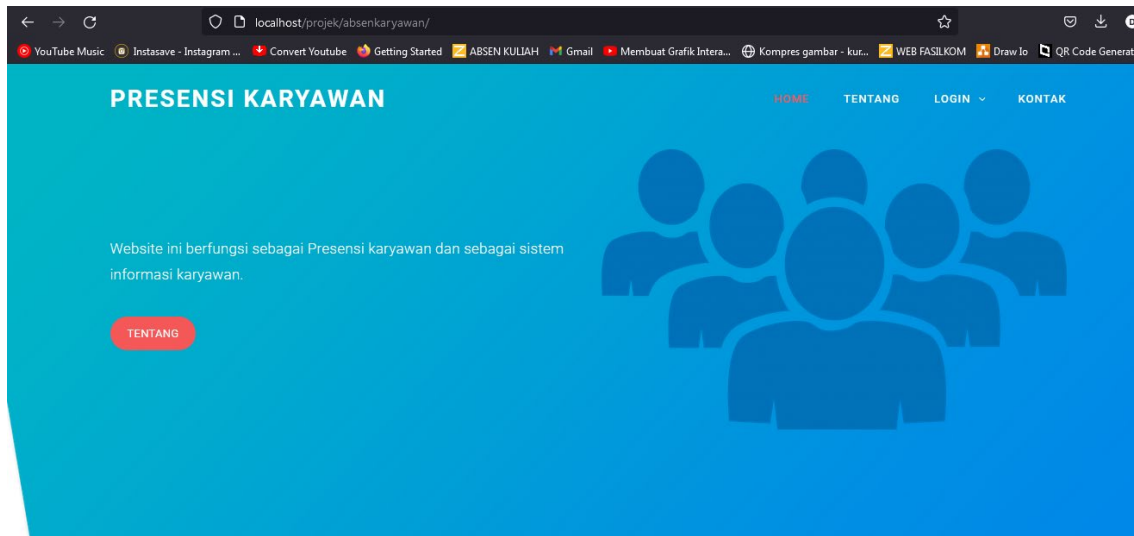 localhost/projek/absenkaryawan/
YouTube Music Instasave - Instagram ... Convert Youtube Getting Started ABSEN KULIAH Gmail Membuat Grafik Intera... Kompres gambar - kur... WEB FASILKOM Draw Io QR Code Generat
PRESENSI KARYAWAN HOME TENTANG LOGIN KONTAK
Website ini berfungsi sebagai Presensi karyawan dan sebagai sistem
informasi karyawan.
TENTANG